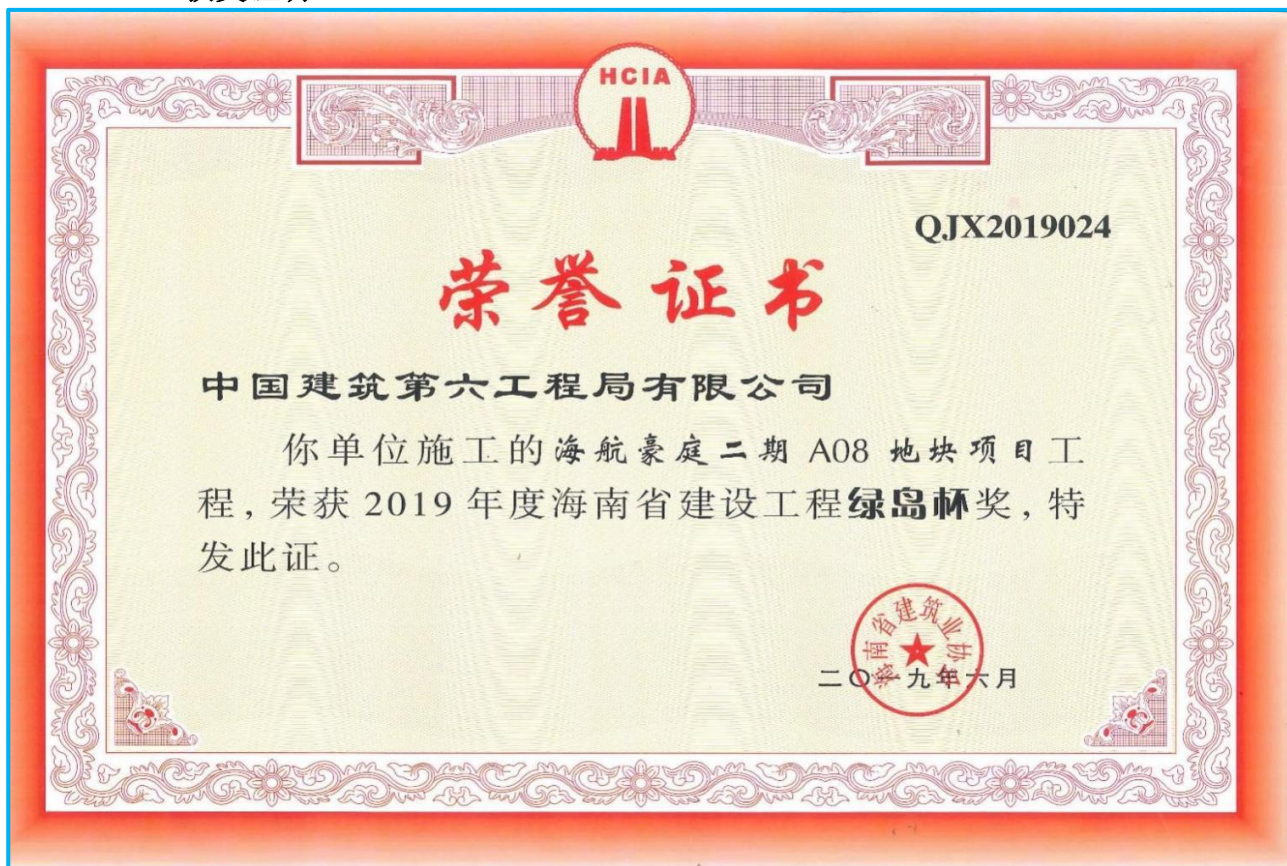 HCIA
QJX2019024
荣誉证书
中国建筑第六工程局有限公司
你单位施工的海航豪庭二期 A08 地块项目工
程，荣获 2019 年度海南省建设工程绿岛杯奖，特
发此证。
海南省建筑业协会
二〇一九年六月